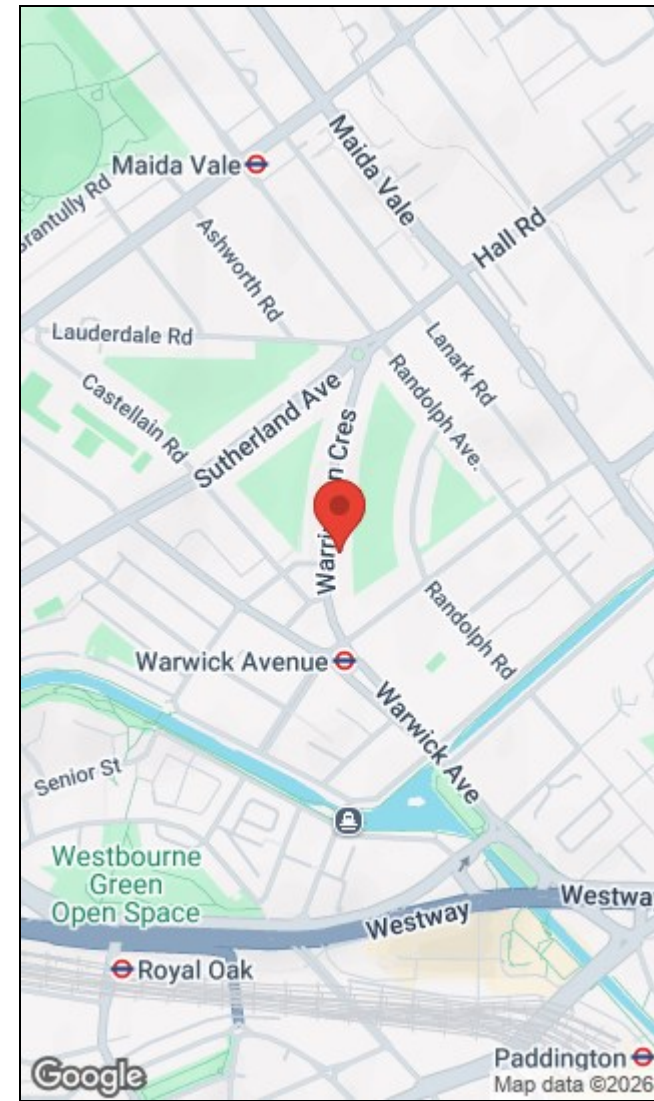 Maida Vale
Maida Vale
Hall Rd
Ashworth Rd
Lauderdale Rd
Lanark Rd
Castellain Rd
Sutherland Ave
Randolph Ave.
Randolph Rd
Warwick Avenue
Warwick Ave
Senior St
Westbourne
Green
Open Space
Westway
Westwa
Royal Oak
Paddington
Google
Map data ©2026